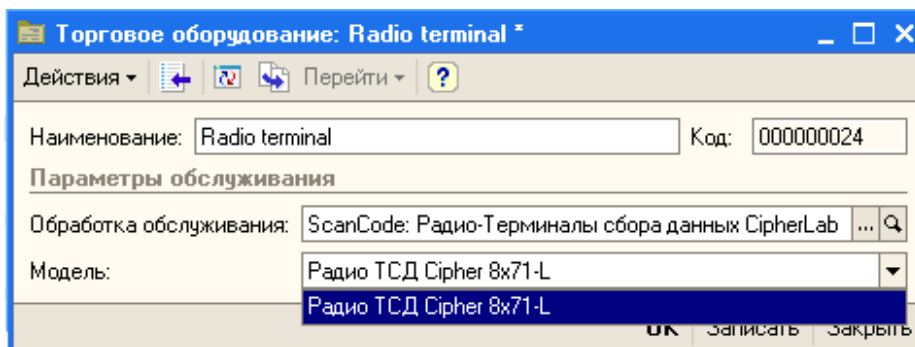 Торговое оборудование: Radio terminal *
Действия Перейти ?
Наименование: Radio terminal Код: 000000024
Параметры обслуживания
Обработка обслуживания: ScanCode: Радио-Терминалы сбора данных CipherLab ...
Модель: Радио ТСД Cipher 8x71-L
Радио ТСД Cipher 8x71-L
OK Записать Закрыть